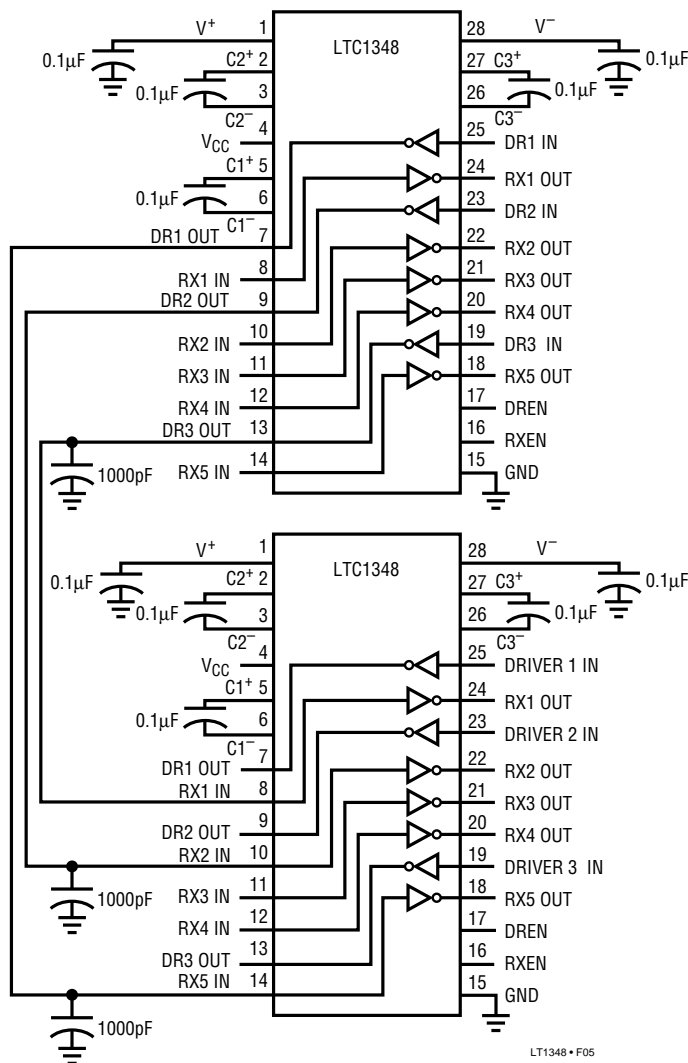 V+ 1 LTC1348 28 V−
0.1µF C2+ 2 27 C3+ 0.1µF
0.1µF 3 26 0.1µF
C2− C3−
VCC 4 25 DR1 IN
C1+ 5 24 RX1 OUT
0.1µF 6 23 DR2 IN
C1−
DR1 OUT 7 22 RX2 OUT
RX1 IN 8 21 RX3 OUT
DR2 OUT 9 20 RX4 OUT
RX2 IN 10 19 DR3 IN
RX3 IN 11 18 RX5 OUT
RX4 IN 12 17 DREN
DR3 OUT 13 16 RXEN
1000pF RX5 IN 14 15 GND
V+ 1 LTC1348 28 V−
0.1µF C2+ 2 27 C3+ 0.1µF
0.1µF 3 26 0.1µF
C2− C3−
VCC 4 25 DRIVER 1 IN
C1+ 5 24 RX1 OUT
0.1µF 6 23 DRIVER 2 IN
C1−
DR1 OUT 7 22 RX2 OUT
RX1 IN 8 21 RX3 OUT
DR2 OUT 9 20 RX4 OUT
RX2 IN 10 19 DRIVER 3 IN
1000pF RX3 IN 11 18 RX5 OUT
RX4 IN 12 17 DREN
DR3 OUT 13 16 RXEN
RX5 IN 14 15 GND
1000pF
LT1348 • F05